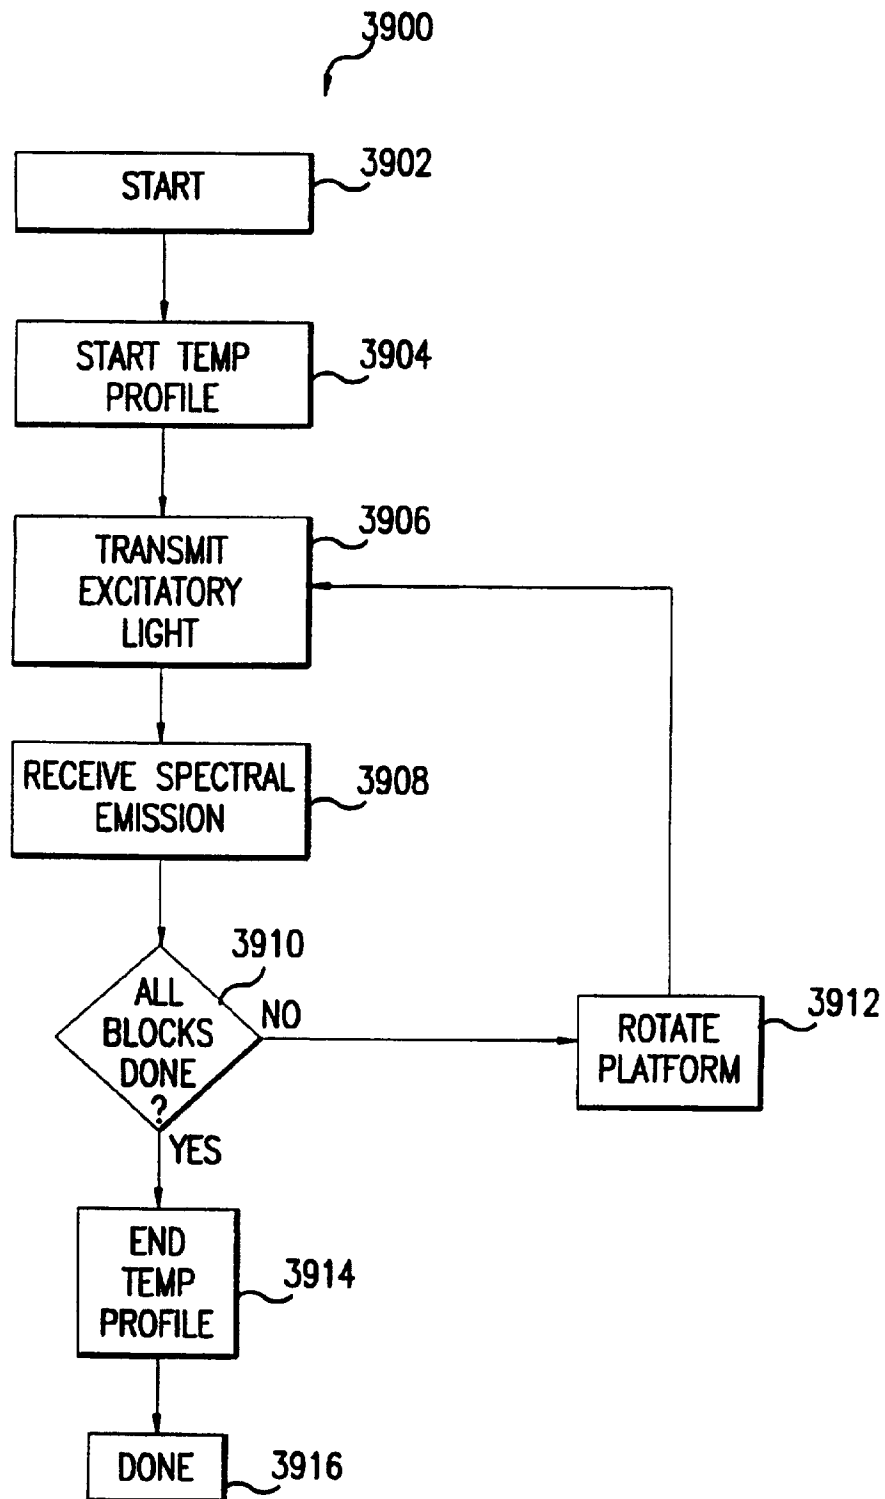 3900
START
3902
START TEMP
PROFILE
3904
TRANSMIT
EXCITATORY
LIGHT
3906
RECEIVE SPECTRAL
EMISSION
3908
ALL
BLOCKS
DONE
?
3910
NO
ROTATE
PLATFORM
3912
YES
END
TEMP
PROFILE
3914
DONE
3916